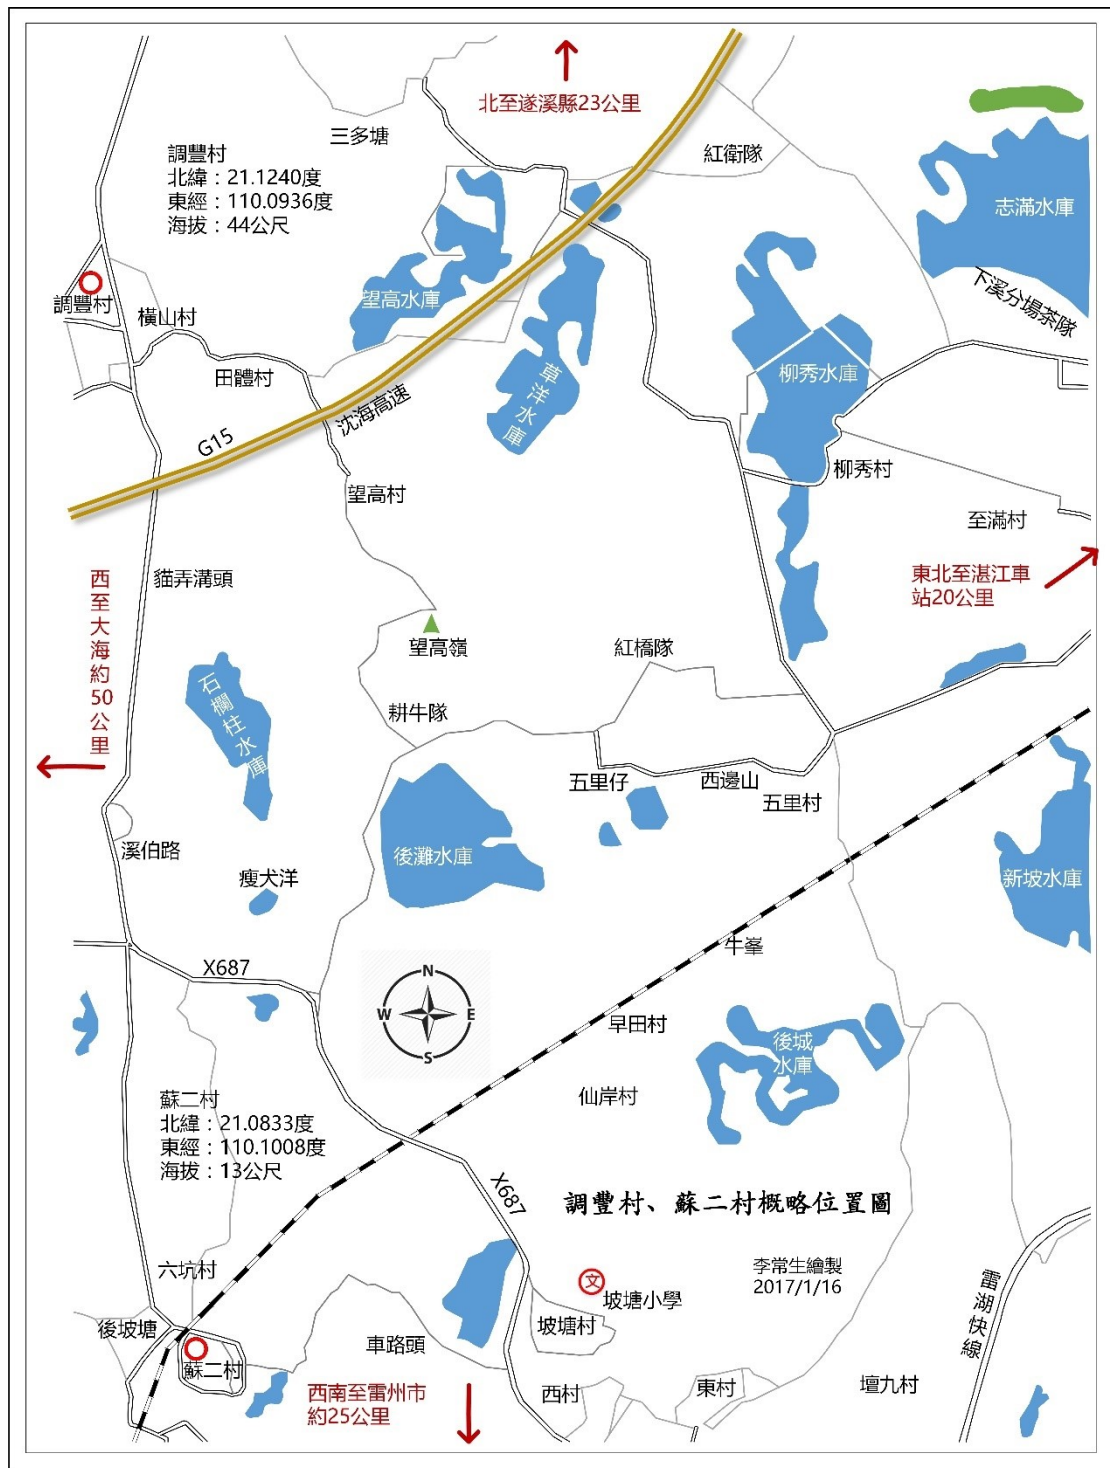 北至遂溪縣23公里
三多塘
紅衛隊
調豐村
北緯：21.1240度
東經：110.0936度
海拔：44公尺
志滿水庫
下溪分場茶隊
調豐村
橫山村
望高水庫
田體村
草洋水庫
柳秀水庫
沈海高速
G15
柳秀村
望高村
至滿村
貓弄溝頭
西至大海約50公里
東北至湛江車
站20公里
望高嶺
紅橋隊
石欄柱水庫
耕牛隊
五里仔
西邊山
五里村
溪伯路
後灘水庫
瘦犬洋
新坡水庫
牛峯
X687
N
W
E
S
早田村
後城
水庫
仙岸村
蘇二村
北緯：21.0833度
東經：110.1008度
海拔：13公尺
X687
調豐村、蘇二村概略位置圖
李常生繪製
2017/1/16
六坑村
文
坡塘小學
雷湖快線
後坡塘
坡塘村
車路頭
蘇二村
西南至雷州市
約25公里
西村
東村
壇九村